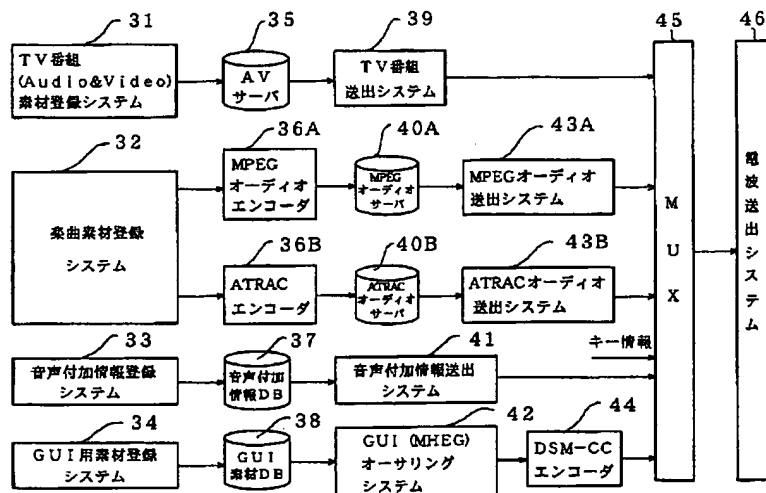 31
35
39
45
46
TV番組
(Audio&Video)
素材登録システム
AV
サーバ
TV番組
送出システム
32
36A
40A
43A
楽曲素材登録
システム
MPEG
オーディオ
エンコーダ
MPEG
オーディオ
サーバ
MPEGオーディオ
送出システム
36B
40B
43B
ATRAC
エンコーダ
ATRAC
オーディオ
サーバ
ATRACオーディオ
送出システム
MUX
電波送出システム
キー情報
33
37
41
音声付加情報登録
システム
音声付加
情報DB
音声付加情報送出
システム
34
38
42
44
GUI用素材登録
システム
GUI
素材DB
GUI(MHEG)
オーサリング
システム
DSM-CC
エンコーダ